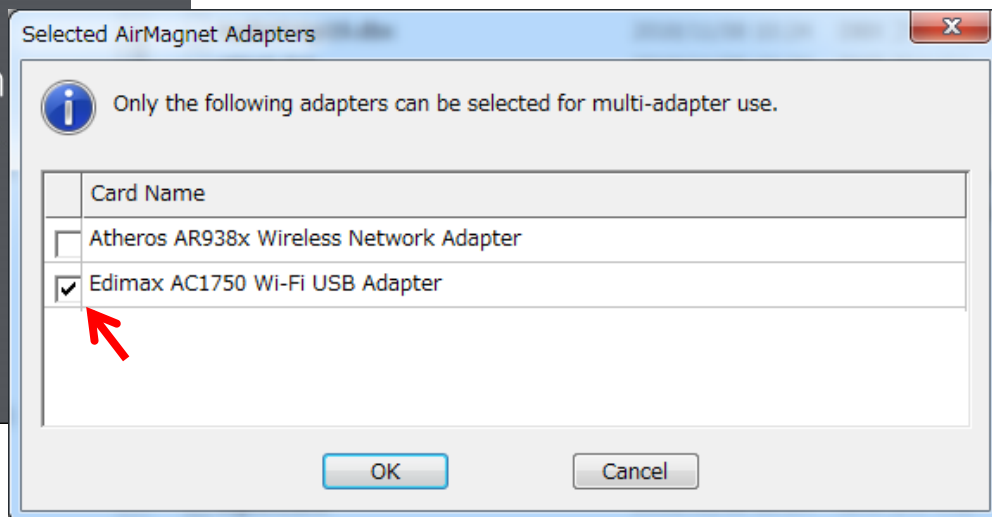 Selected AirMagnet Adapters
Only the following adapters can be selected for multi-adapter use.
Card Name
Atheros AR938x Wireless Network Adapter
Edimax AC1750 Wi-Fi USB Adapter
OK Cancel